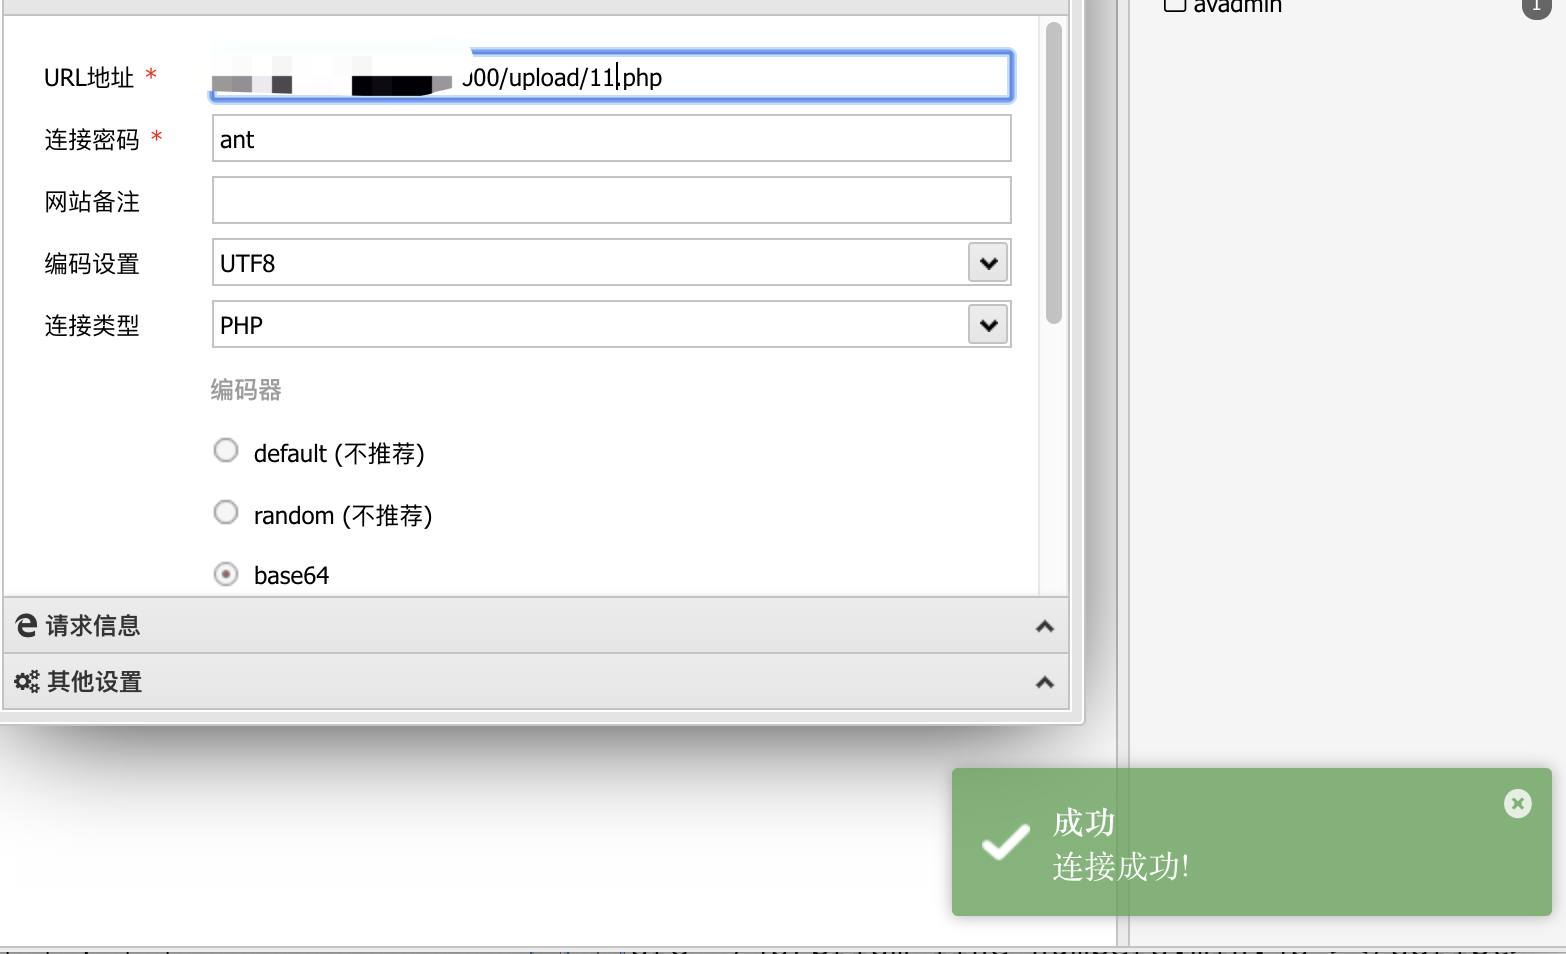 avadmin
1
URL地址 *
00/upload/11.php
连接密码 *
ant
网站备注
编码设置
UTF8
连接类型
PHP
编码器
default (不推荐)
random (不推荐)
base64
请求信息
其他设置
成功
连接成功!